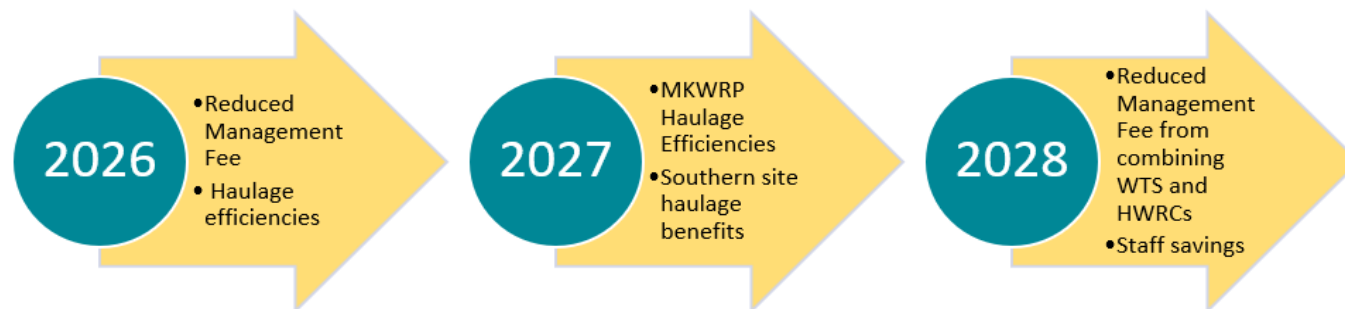 2026
•Reduced
Management
Fee
• Haulage
efficiencies
2027
•MKWRP
Haulage
Efficiencies
•Southern site
haulage
benefits
2028
•Reduced
Management
Fee from
combining
WTS and
HWRCs
•Staff savings